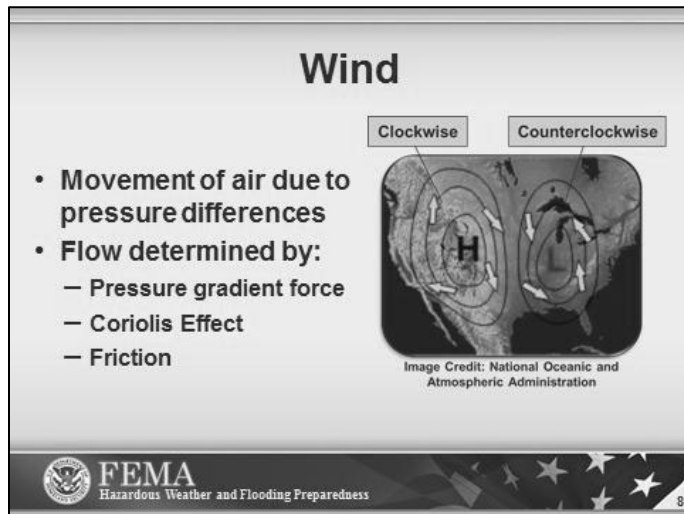 Wind
• Movement of air due to
pressure differences
• Flow determined by:
– Pressure gradient force
– Coriolis Effect
– Friction
Clockwise
Counterclockwise
H
L
Image Credit: National Oceanic and
Atmospheric Administration
FEMA
Hazardous Weather and Flooding Preparedness
8